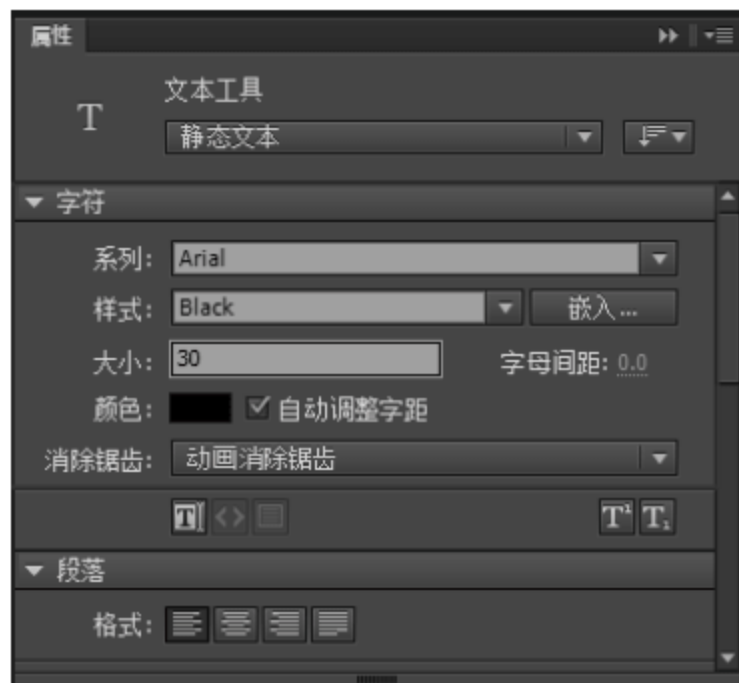 属性
T
文本工具
静态文本
字符
系列: Arial
样式: Black 嵌入...
大小: 30 字母间距: 0.0
颜色: 自动调整字距
消除锯齿: 动画消除锯齿
T <> T¹ T₁
段落
格式: